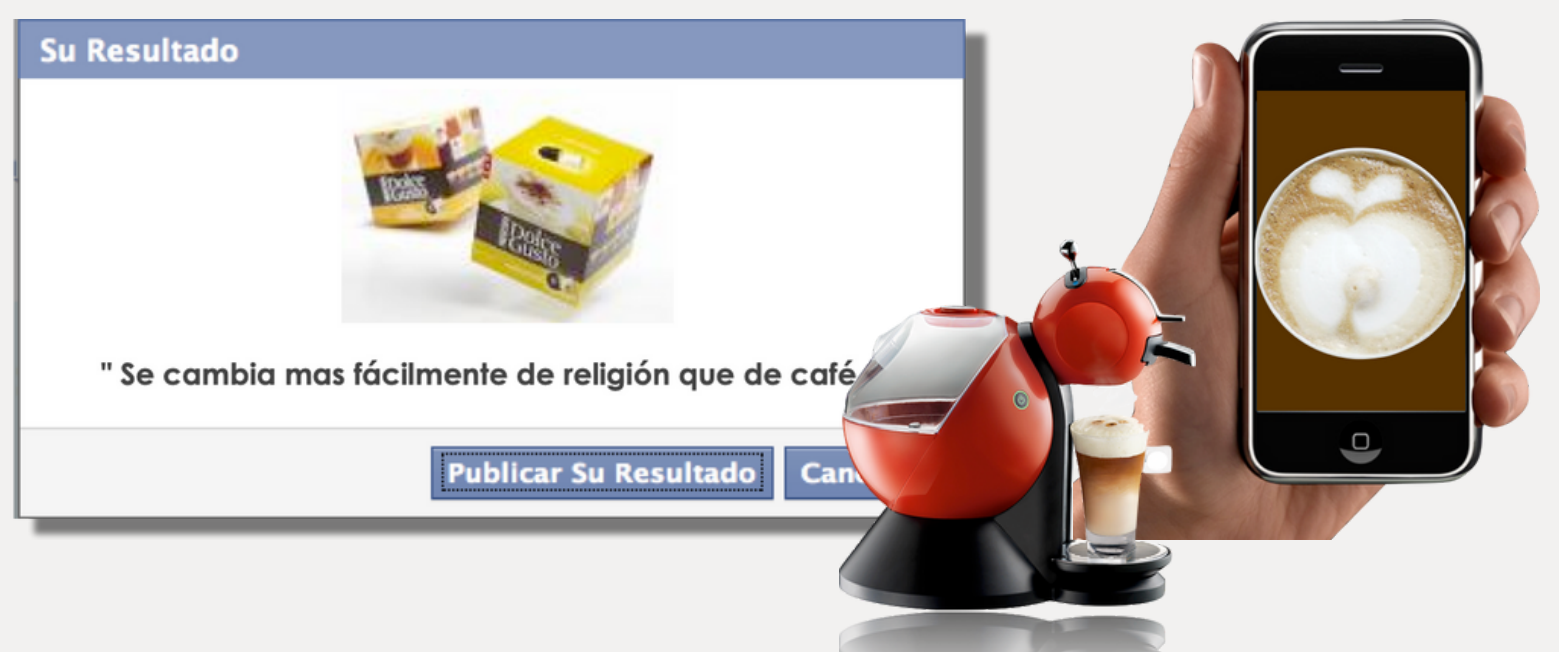 Su Resultado
Dolce
Gusto
Dolce
Gusto
" Se cambia mas fácilmente de religión que de café
Publicar Su Resultado